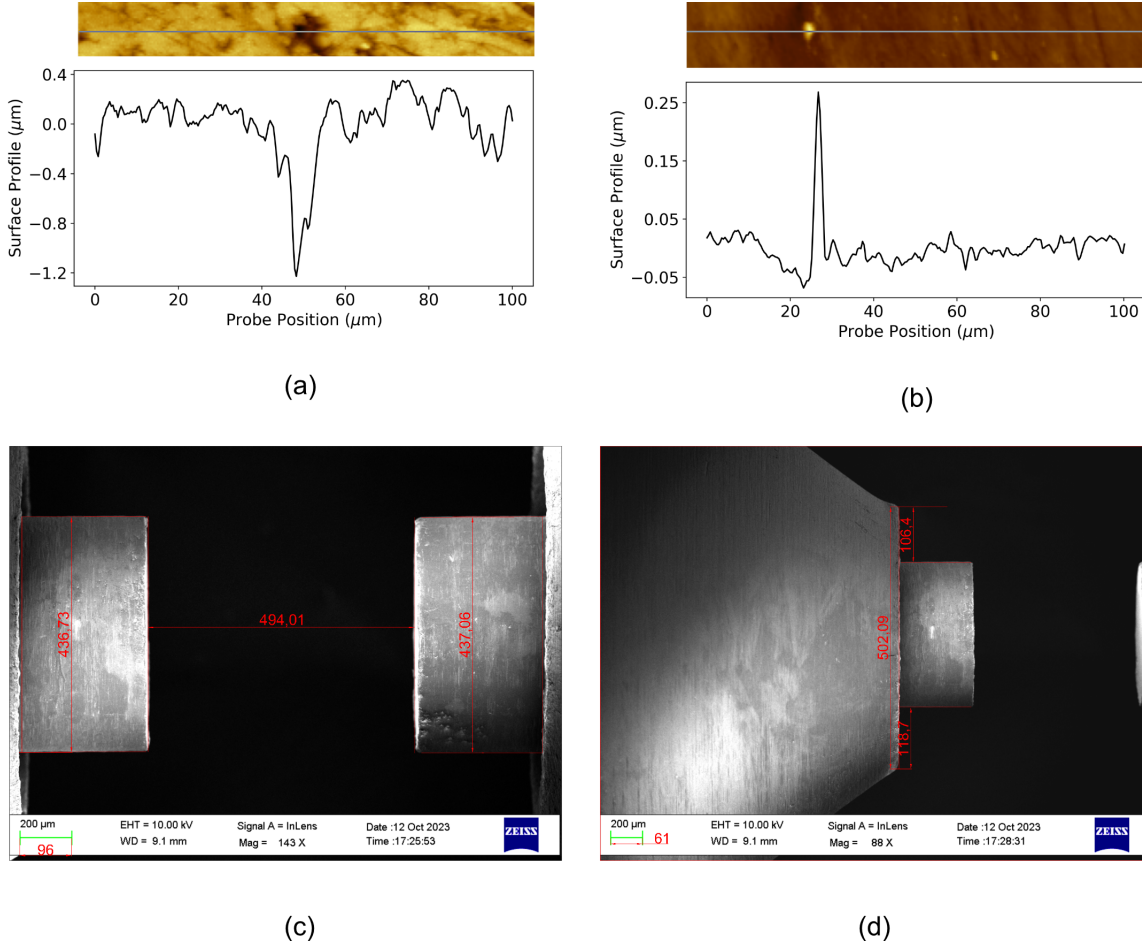 0.4
0.0
−0.4
−0.8
−1.2
Surface Profile (μm)
0 20 40 60 80 100
Probe Position (μm)
(a)
0.25
0.15
0.05
−0.05
Surface Profile (μm)
0 20 40 60 80 100
Probe Position (μm)
(b)
436,73
494,01
437,06
200 μm
96
EHT = 10.00 kV
WD = 9.1 mm
Signal A = InLens
Mag = 143 X
Date :12 Oct 2023
Time :17:25:53
ZEISS
(c)
106,4
502,09
118,7
200 μm
61
EHT = 10.00 kV
WD = 9.1 mm
Signal A = InLens
Mag = 88 X
Date :12 Oct 2023
Time :17:28:31
ZEISS
(d)